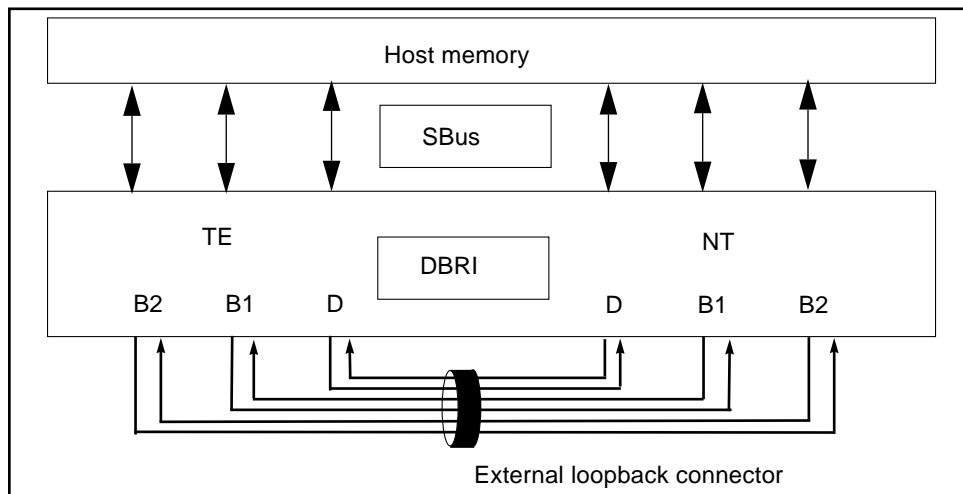 Host memory
SBus
TE
NT
DBRI
B2 B1 D D B1 B2
External loopback connector